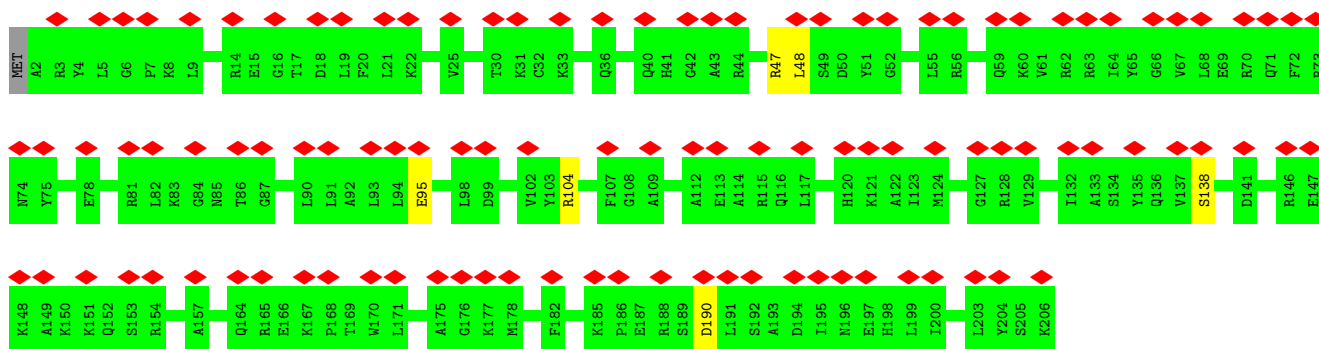 MET A2 R3 Y4 L5 G6 P7 K8 L9 R14 E15 G16 T17 D18 L19 F20 L21 K22 V25 T30 K31 C32 K33 Q36 Q40 H41 G42 A43 R44 R47 L48 S49 D50 Y51 G52 L55 R56 Q59 K60 V61 R62 R63 I64 Y65 G66 V67 L68 E69 R70 Q71 F72 R73
N74 Y75 E78 R81 L82 K83 G84 N85 T86 G87 L90 L91 A92 L93 L94 E95 L98 D99 V102 Y103 R104 F107 G108 A109 A112 E113 A114 R115 Q116 L117 H120 K121 A122 I123 M124 G127 R128 V129 I132 A133 S134 Y135 Q136 V137 S138 D141 R146 E147
K148 A149 K150 K151 Q152 S153 R154 A157 Q164 R165 E166 K167 P168 T169 W170 L171 A175 G176 K177 M178 F182 K185 P186 E187 R188 S189 D190 L191 S192 A193 D194 I195 N196 E197 H198 L199 I200 L203 Y204 S205 K206